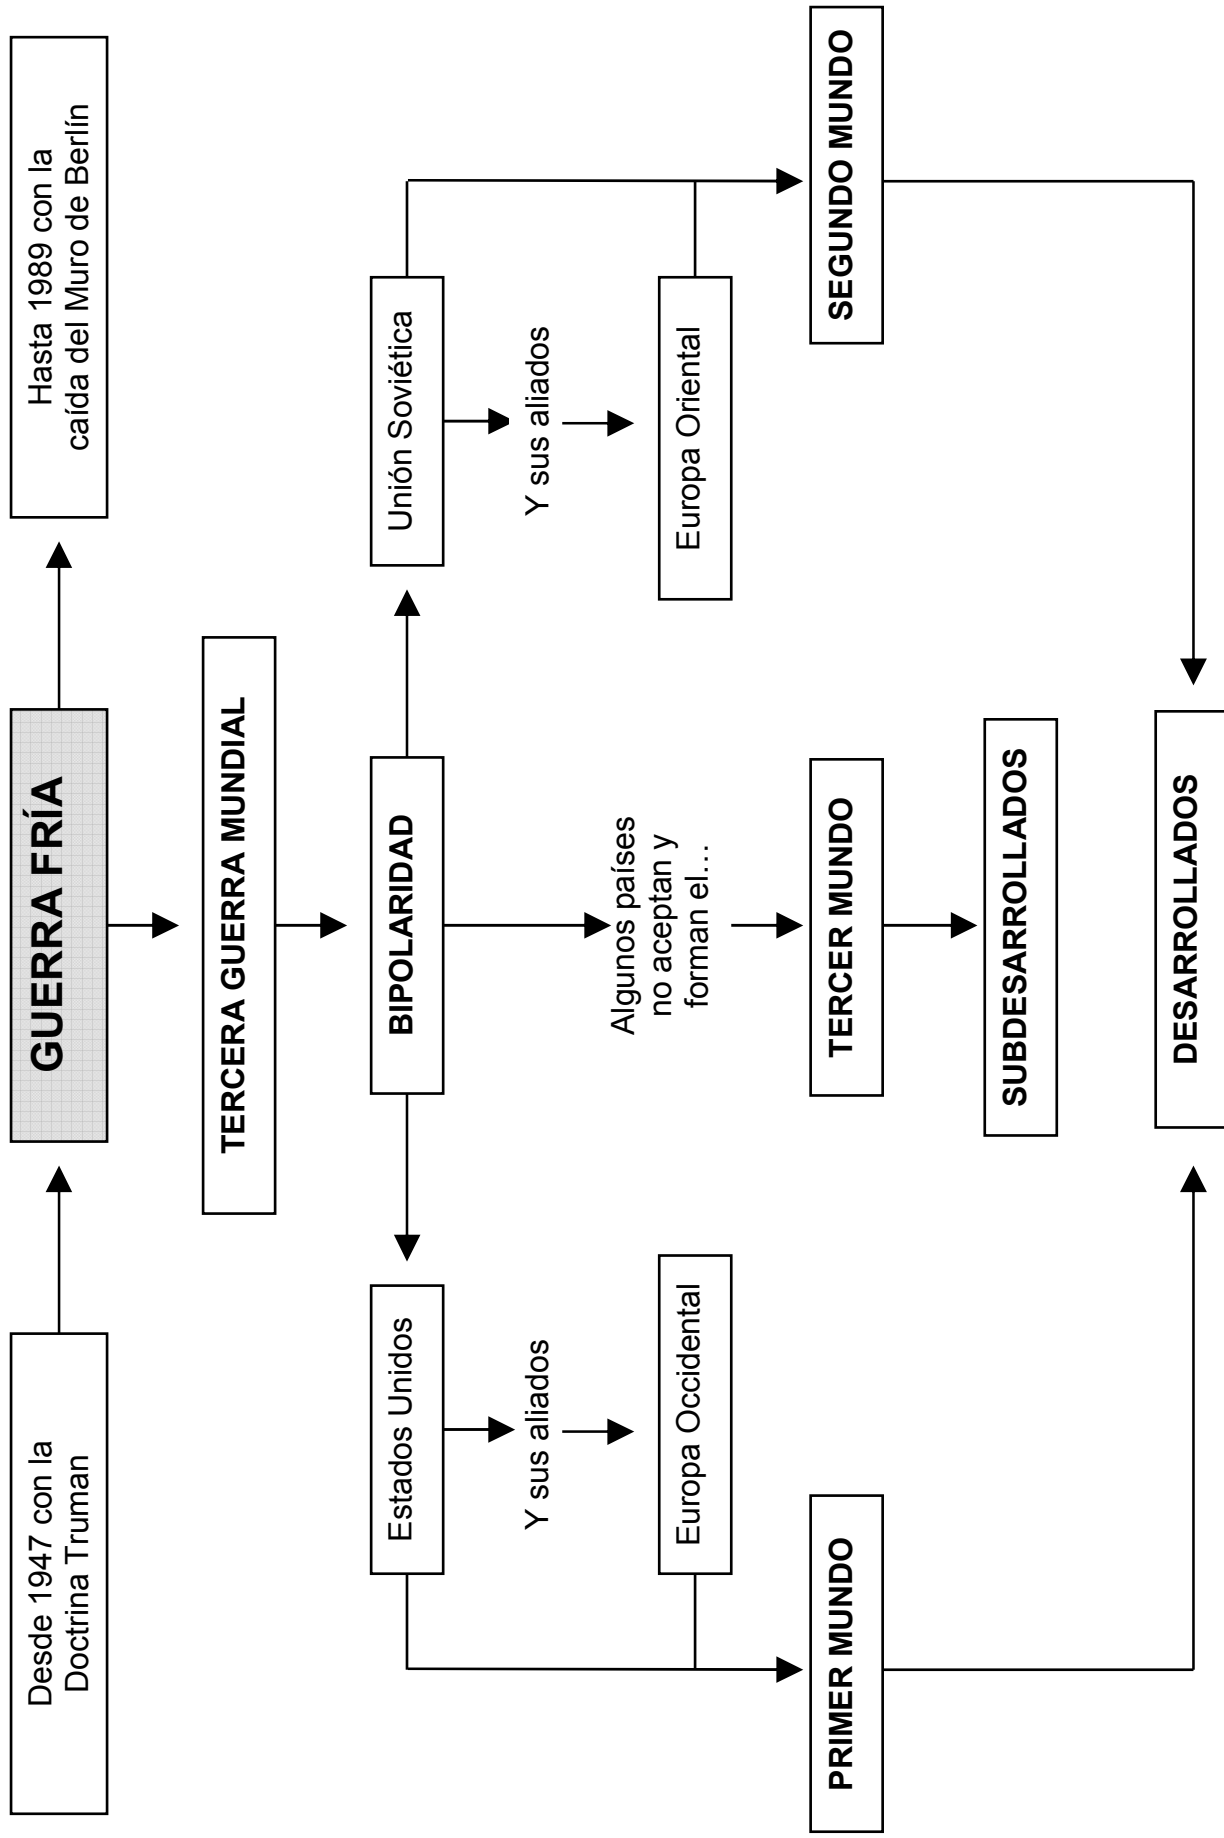 Desde 1947 con la
Doctrina Truman
GUERRA FRÍA
Hasta 1989 con la
caída del Muro de Berlín
TERCERA GUERRA MUNDIAL
Estados Unidos
BIPOLARIDAD
Unión Soviética
Y sus aliados
Algunos países
no aceptan y
forman el…
Y sus aliados
Europa Occidental
Europa Oriental
PRIMER MUNDO
TERCER MUNDO
SEGUNDO MUNDO
SUBDESARROLLADOS
DESARROLLADOS